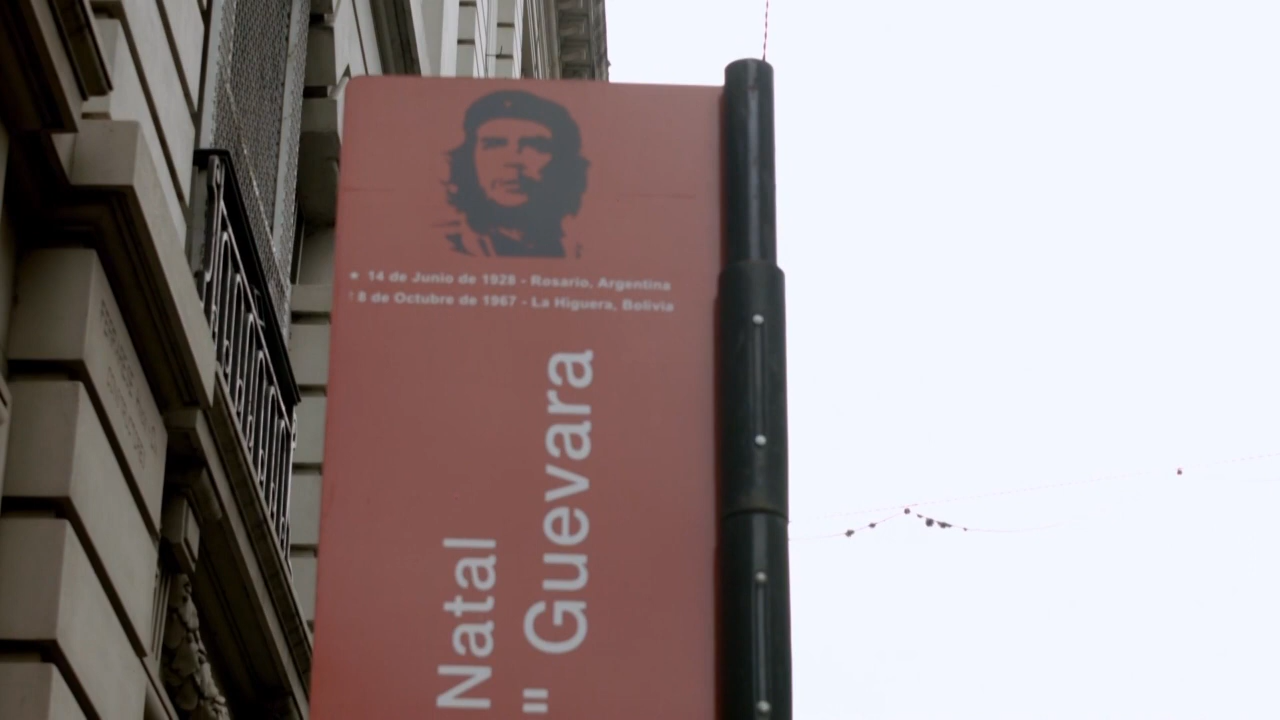 * 14 de Junio de 1928 - Rosario, Argentina
† 8 de Octubre de 1967 - La Higuera, Bolivia
Natal
" Guevara